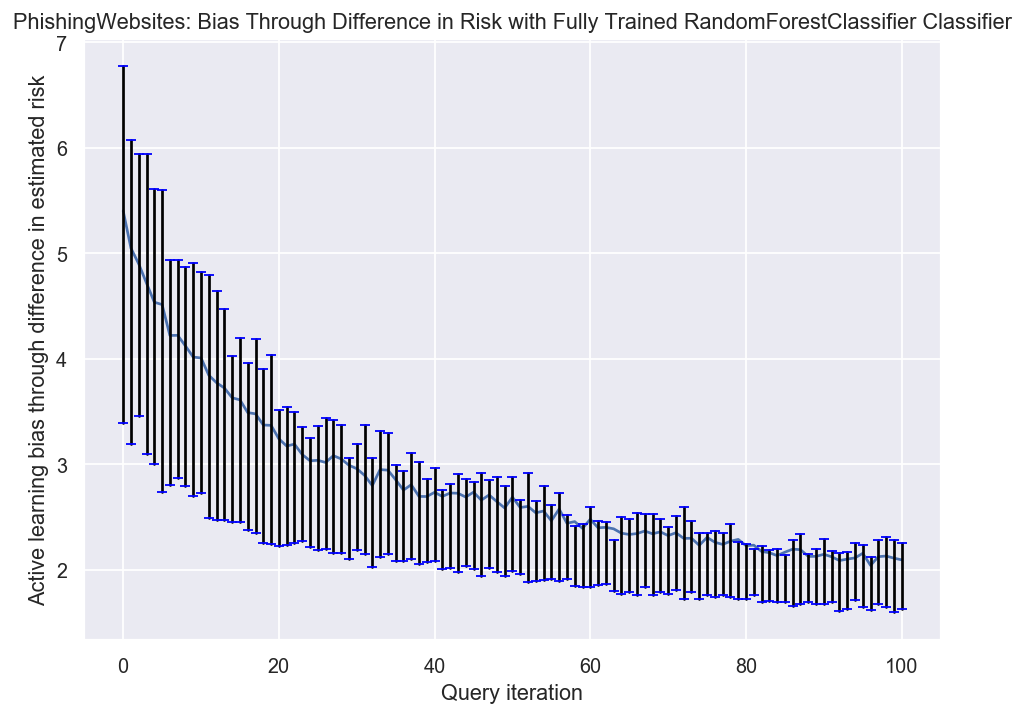 PhishingWebsites: Bias Through Difference in Risk with Fully Trained RandomForestClassifier Classifier
Active learning bias through difference in estimated risk
7
6
5
4
3
2
0 20 40 60 80 100
Query iteration